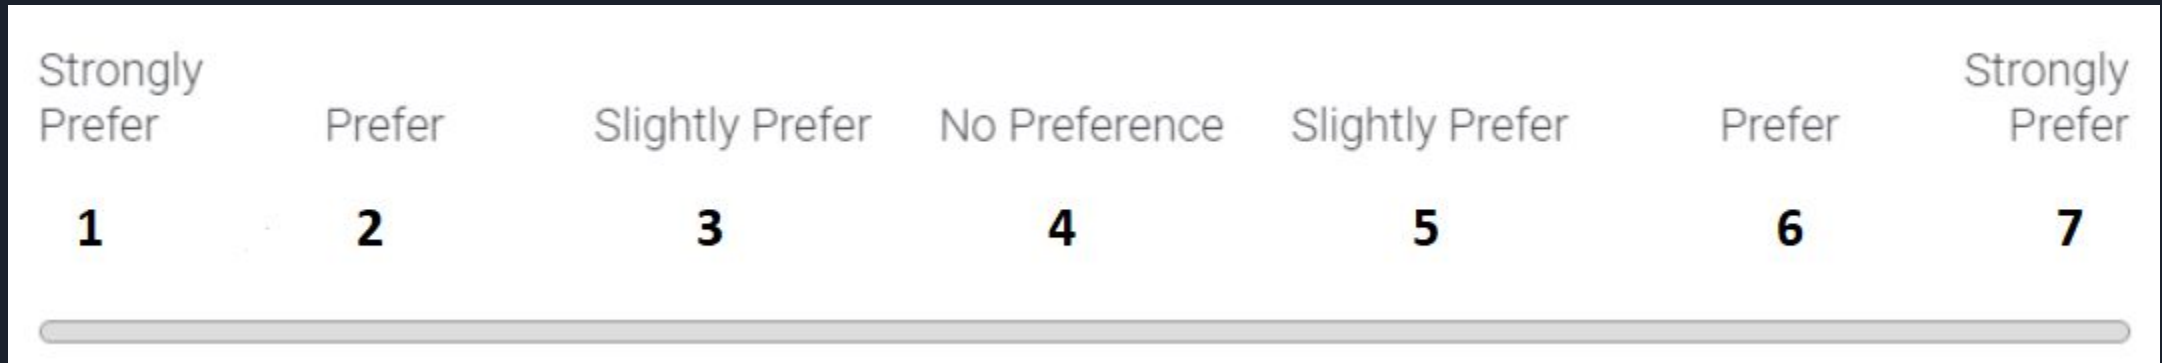 Strongly Strongly
Prefer Prefer Slightly Prefer No Preference Slightly Prefer Prefer Prefer
1 2 3 4 5 6 7